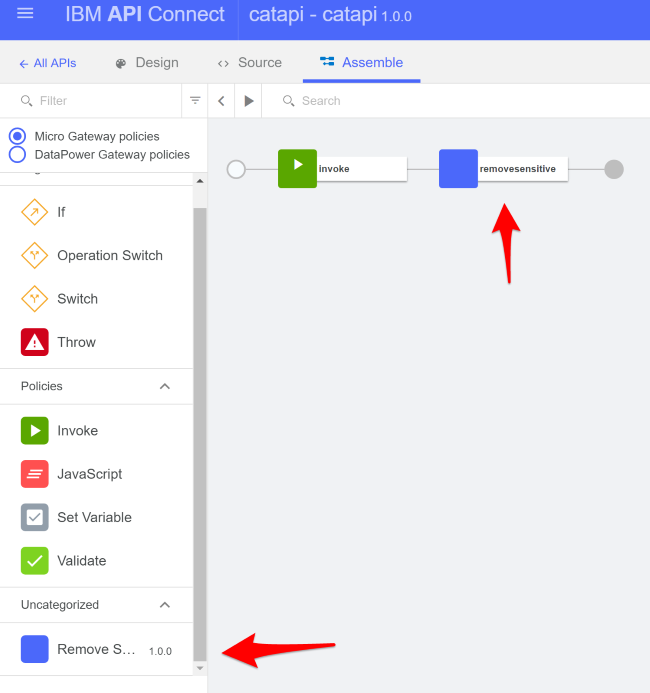 IBM API Connect catapi - catapi 1.0.0
All APIs Design Source Assemble
Filter Search
Micro Gateway policies
DataPower Gateway policies
invoke removesensitive
If
Operation Switch
Switch
Throw
Policies
Invoke
JavaScript
Set Variable
Validate
Uncategorized
Remove S... 1.0.0